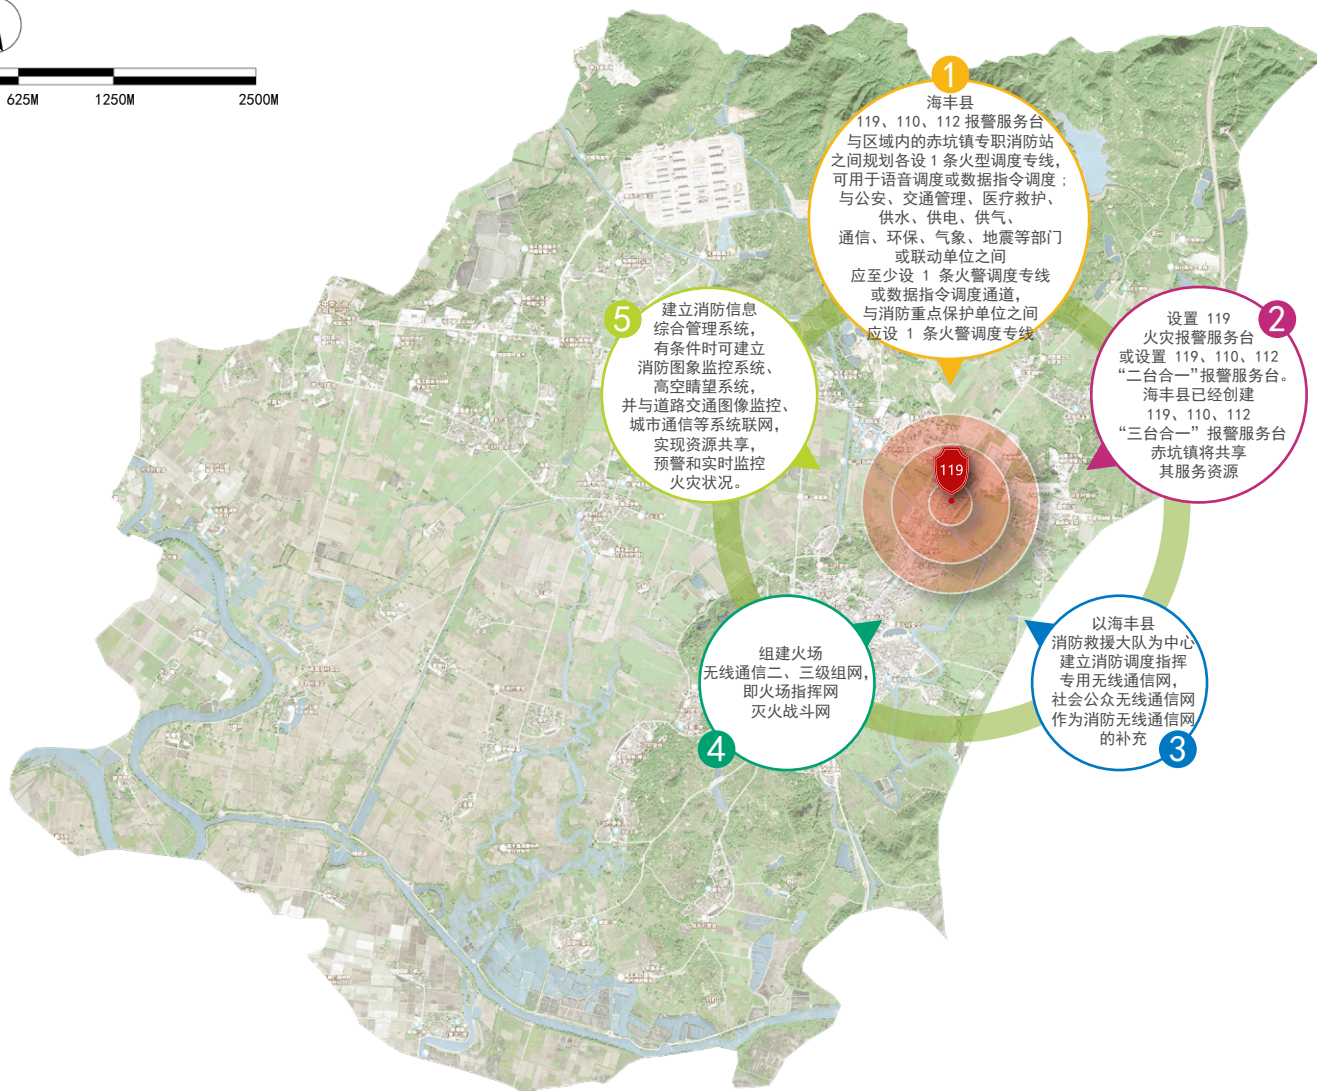 625M 1250M 2500M
1
海丰县
119、110、112 报警服务台
与区域内的赤坑镇专职消防站
之间规划各设 1 条火型调度专线，
可用于语音调度或数据指令调度；
与公安、交通管理、医疗救护、
供水、供电、供气、
通信、环保、气象、地震等部门
或联动单位之间
应至少设 1 条火警调度专线
或数据指令调度通道，
与消防重点保护单位之间
应设 1 条火警调度专线
2
设置 119
火灾报警服务台
或设置 119、110、112
“二台合一”报警服务台。
海丰县已经创建
119、110、112
“三台合一” 报警服务台
赤坑镇将共享
其服务资源
119
3
以海丰县
消防救援大队为中心
建立消防调度指挥
专用无线通信网，
社会公众无线通信网
作为消防无线通信网
的补充
4
组建火场
无线通信二、三级组网，
即火场指挥网
灭火战斗网
5
建立消防信息
综合管理系统，
有条件时可建立
消防图象监控系统、
高空睛望系统，
并与道路交通图像监控、
城市通信等系统联网，
实现资源共享，
预警和实时监控
火灾状况。